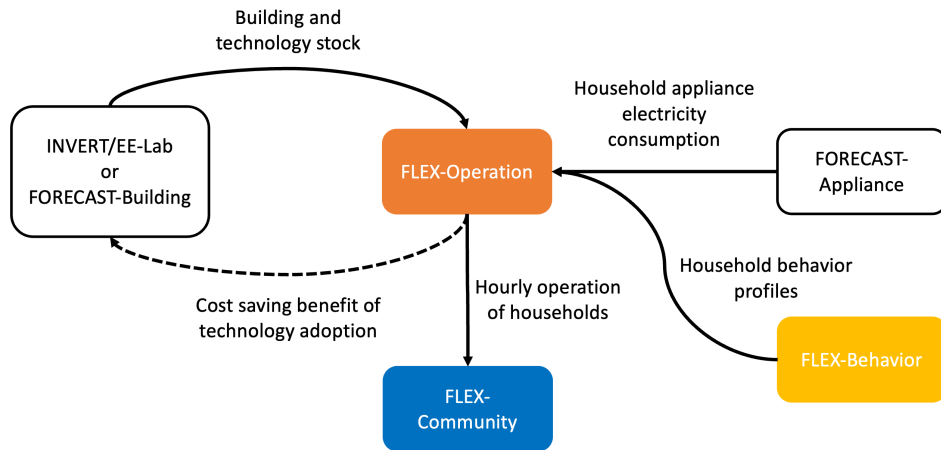 Building and
technology stock
INVERT/EE-Lab
or
FORECAST-Building
FLEX-Operation
Household appliance
electricity
consumption
FORECAST-
Appliance
Cost saving benefit of
technology adoption
Hourly operation
of households
Household behavior
profiles
FLEX-Behavior
FLEX-
Community